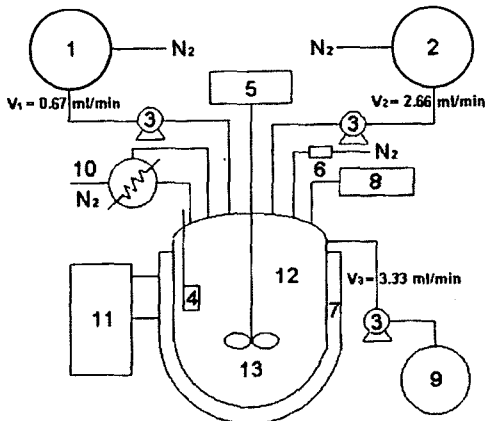 1
N₂
N₂
2
V₁ = 0.67 ml/min
5
V₂ = 2.66 ml/min
3
3
10
N₂
6
N₂
8
4
12
7
V₃ = 3.33 ml/min
11
3
13
9